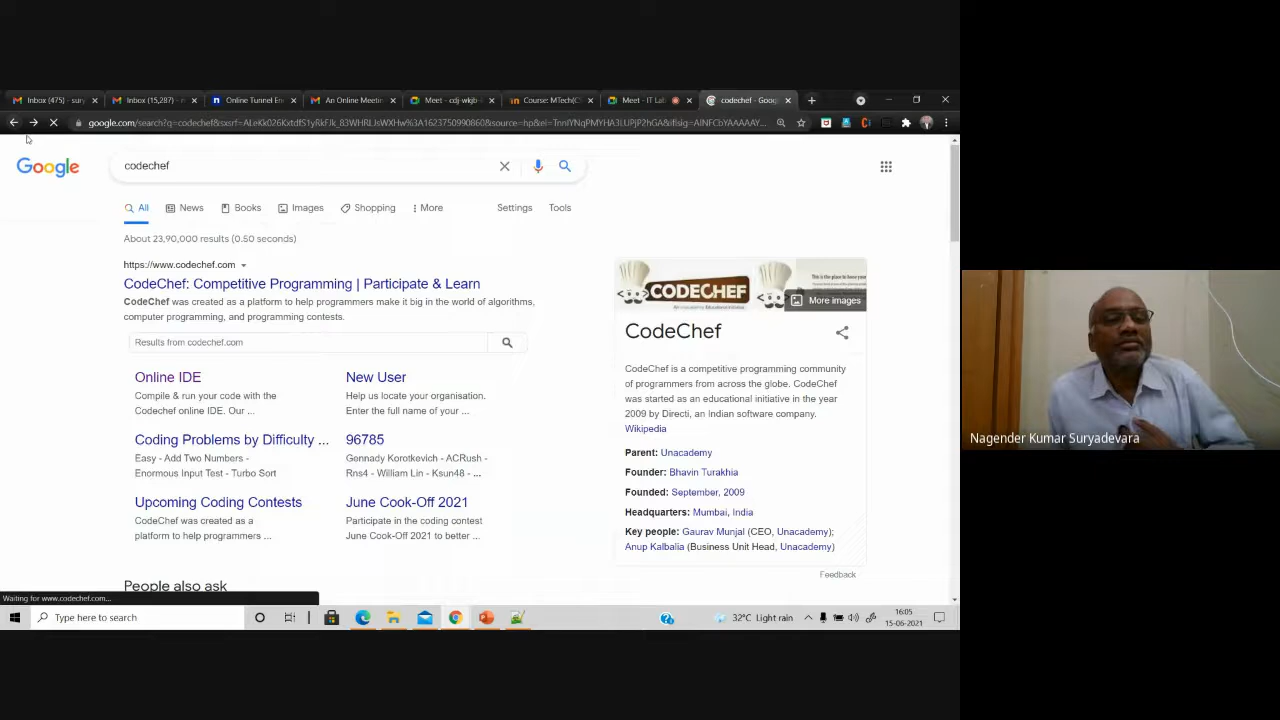 Inbox (475) - sury
Inbox (15,287) - n
Online Tunnel En
An Online Meetin
Meet - cdj-wkjb-
Course: MTech(C
Meet - IT Lab
codechef - Goog
google.com/search?q=codechef&sxsrf=
Google
codechef
All
News
Books
Images
Shopping
More
Settings
Tools
About 23,90,000 results (0.50 seconds)
https://www.codechef.com
CodeChef: Competitive Programming | Participate & Learn
CodeChef was created as a platform to help programmers make it big in the world of algorithms,
computer programming, and programming contests.
Results from codechef.com
Online IDE
Compile & run your code with the
Codechef online IDE. Our ...
New User
Help us locate your organisation.
Enter the full name of your ...
Coding Problems by Difficulty ...
Easy - Add Two Numbers -
Enormous Input Test - Turbo Sort
96785
Gennady Korotkevich - ACRush -
Rns4 - William Lin - Ksun48 - ...
Upcoming Coding Contests
CodeChef was created as a
platform to help programmers ...
June Cook-Off 2021
Participate in the coding contest
June Cook-Off 2021 to better ...
People also ask
CODECHEF
More images
CodeChef
CodeChef is a competitive programming community
of programmers from across the globe. CodeChef
was started as an educational initiative in the year
2009 by Directi, an Indian software company.
Wikipedia
Parent: Unacademy
Founder: Bhavin Turakhia
Founded: September, 2009
Headquarters: Mumbai, India
Key people: Gaurav Munjal (CEO, Unacademy);
Anup Kalbalia (Business Unit Head, Unacademy)
Feedback
Waiting for www.codechef.com...
Type here to search
32°C Light rain
16:05
15-06-2021
Nagender Kumar Suryadevara